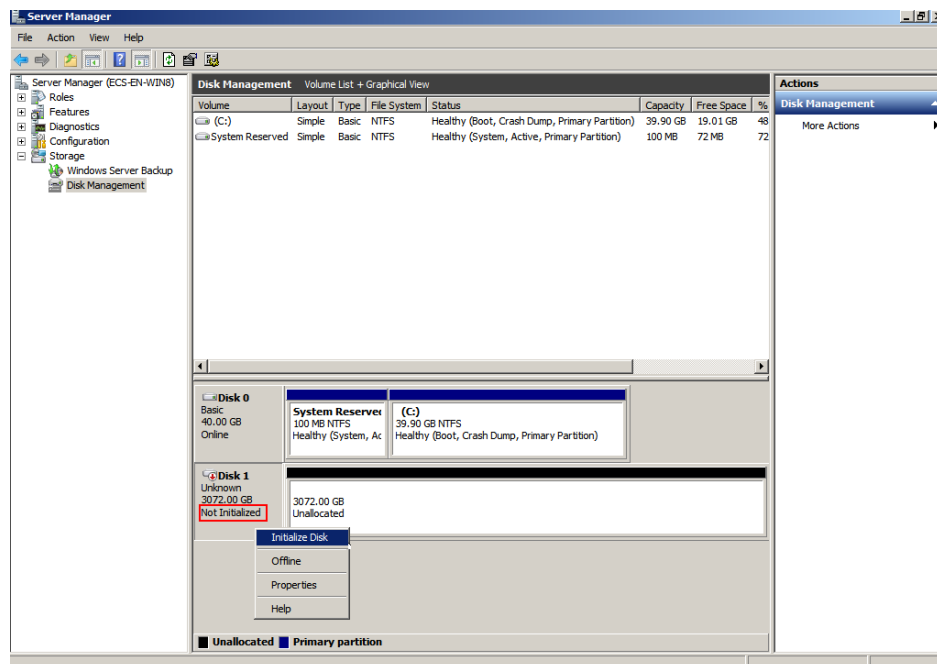 Server Manager
File Action View Help
Server Manager (ECS-EN-WIN8)
Roles
Features
Diagnostics
Configuration
Storage
Windows Server Backup
Disk Management
Disk Management Volume List + Graphical View
Volume Layout Type File System Status Capacity Free Space %
(C:) Simple Basic NTFS Healthy (Boot, Crash Dump, Primary Partition) 39.90 GB 19.01 GB 48
System Reserved Simple Basic NTFS Healthy (System, Active, Primary Partition) 100 MB 72 MB 72
Disk 0
Basic
40.00 GB
Online
System Reserve
100 MB NTFS
Healthy (System, Ac
(C:)
39.90 GB NTFS
Healthy (Boot, Crash Dump, Primary Partition)
Disk 1
Unknown
3072.00 GB
Not Initialized
3072.00 GB
Unallocated
Initialize Disk
Offline
Properties
Help
Unallocated Primary partition
Actions
Disk Management
More Actions